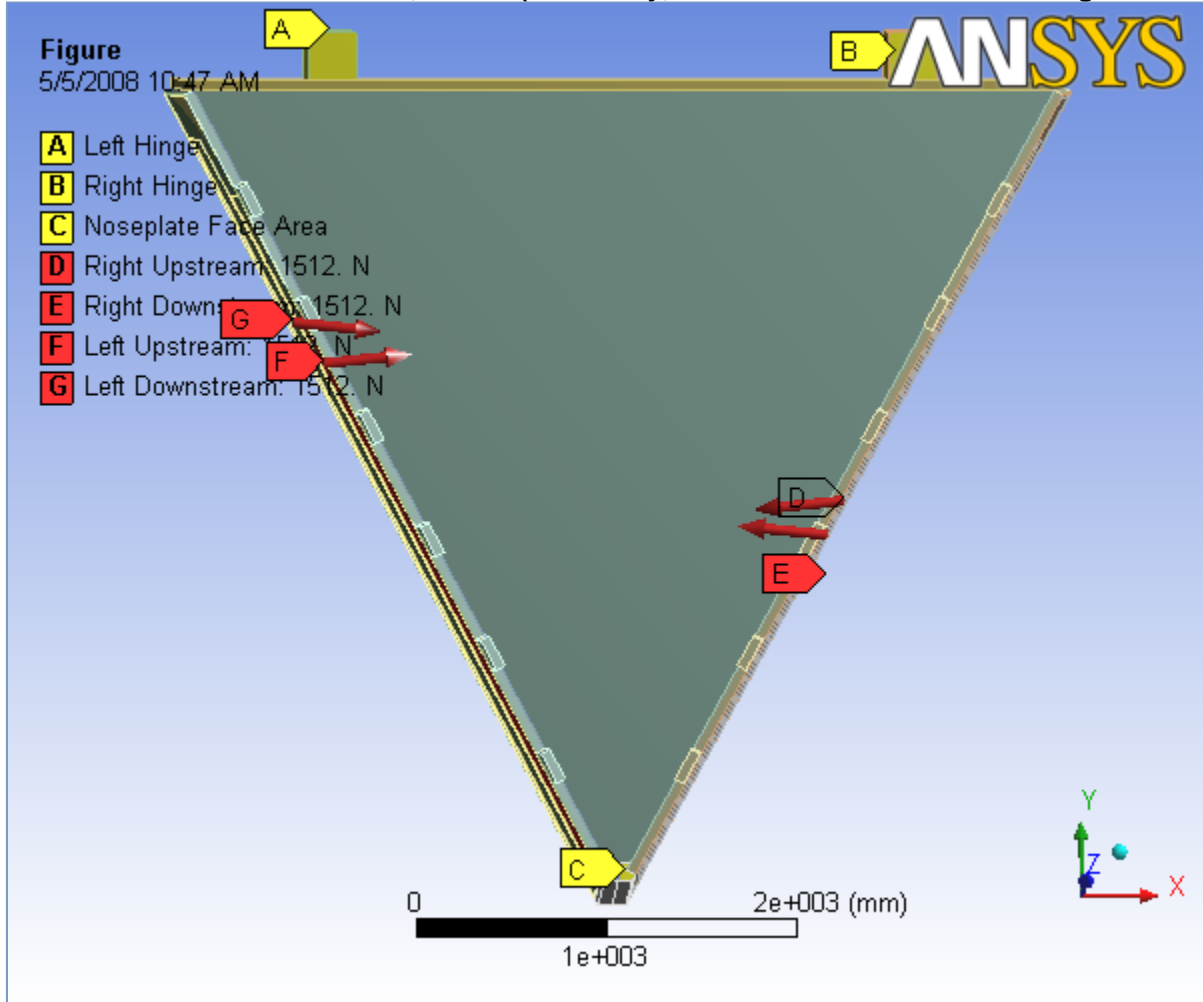 Figure
5/5/2008 10:47 AM
ANSYS
A Left Hinge
B Right Hinge
C Noseplate Face Area
D Right Upstream: 1512. N
E Right Downstream: 1512. N
F Left Upstream: N
G Left Downstream: 1512. N
A
B
G
F
D
E
C
0
2e+003 (mm)
1e+003
Y
Z
X